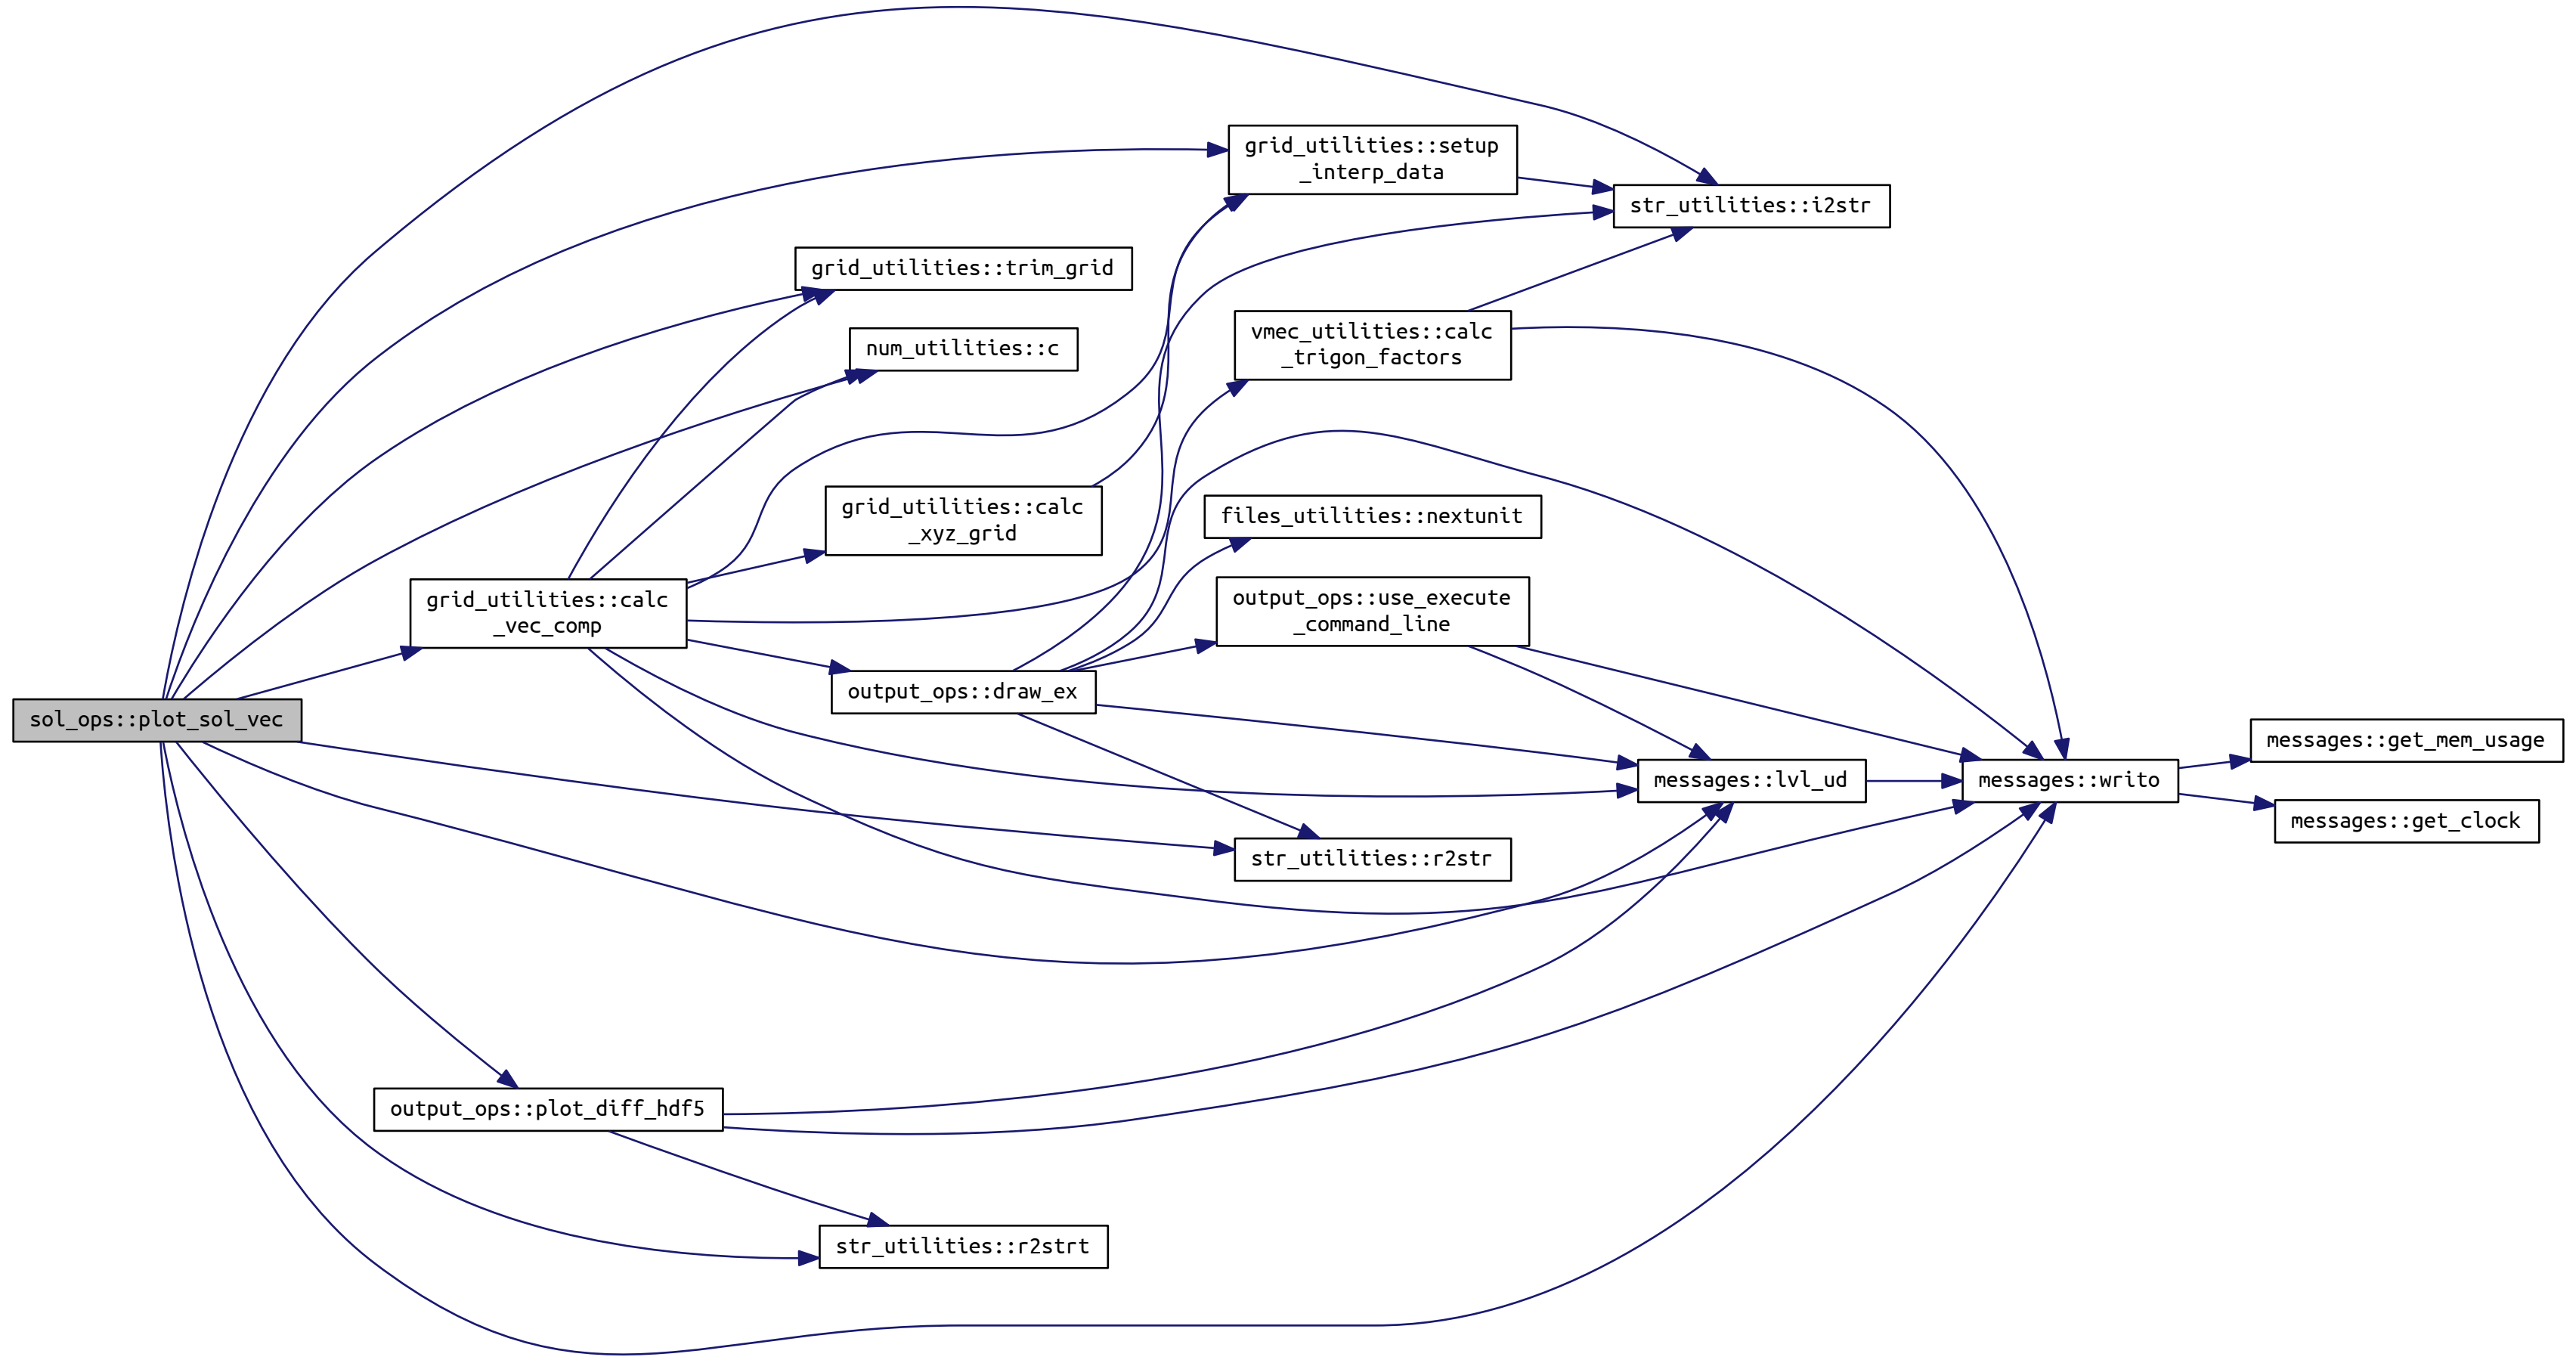 grid_utilities::setup
_interp_data
str_utilities::i2str
grid_utilities::trim_grid
vmec_utilities::calc
_trigon_factors
num_utilities::c
grid_utilities::calc
_xyz_grid
files_utilities::nextunit
grid_utilities::calc
_vec_comp
output_ops::use_execute
_command_line
output_ops::draw_ex
sol_ops::plot_sol_vec
messages::get_mem_usage
messages::lvl_ud
messages::writo
messages::get_clock
str_utilities::r2str
output_ops::plot_diff_hdf5
str_utilities::r2strt